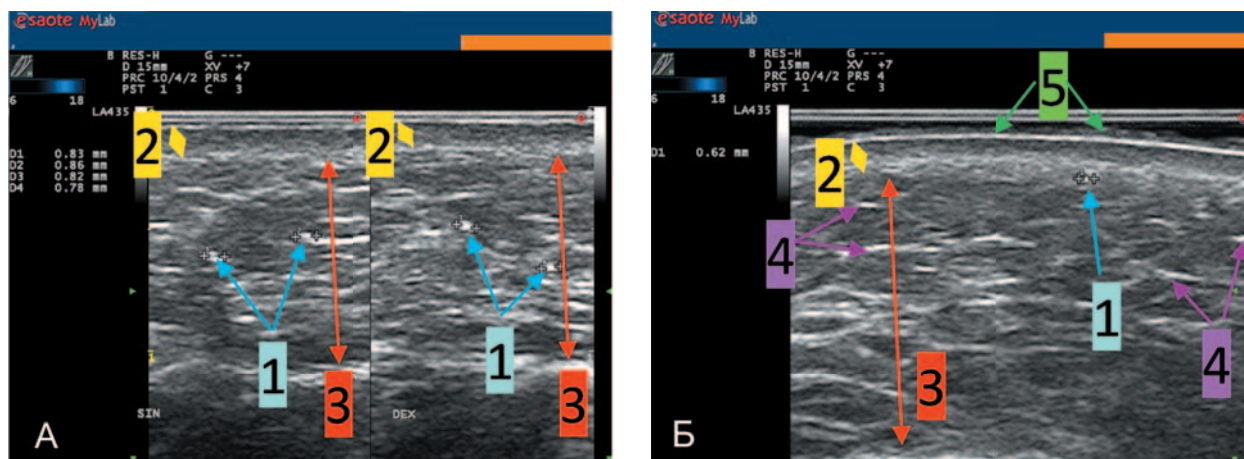 esaote MyLab
B RES-H G ---
D 15mm XV +7
PRC 10/4/2 PRS 4
PST 1 C 3
6 18
LA435
2 2
D1 0.83 mm
D2 0.86 mm
D3 0.82 mm
D4 0.78 mm
1 1
3 3
SIN DEX
А
esaote MyLab
B RES-H G ---
D 15mm XV +7
PRC 10/4/2 PRS 4
PST 1 C 3
5
6 18
LA435
D1 0.62 mm
2
4
1
4
3
Б